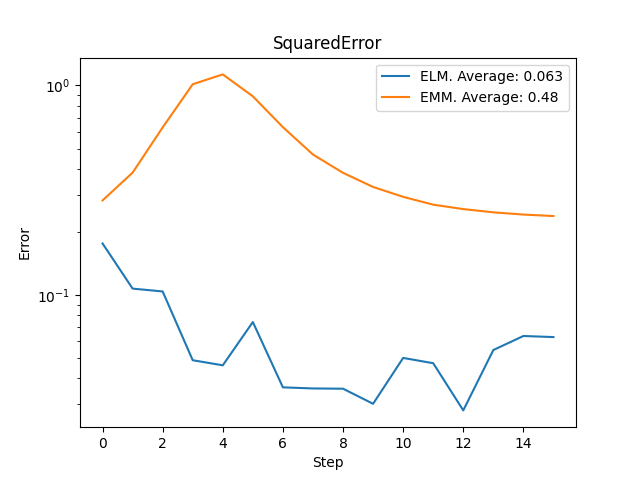 SquaredError
ELM. Average: 0.063
EMM. Average: 0.48
Error
10⁰
10⁻¹
0 2 4 6 8 10 12 14
Step